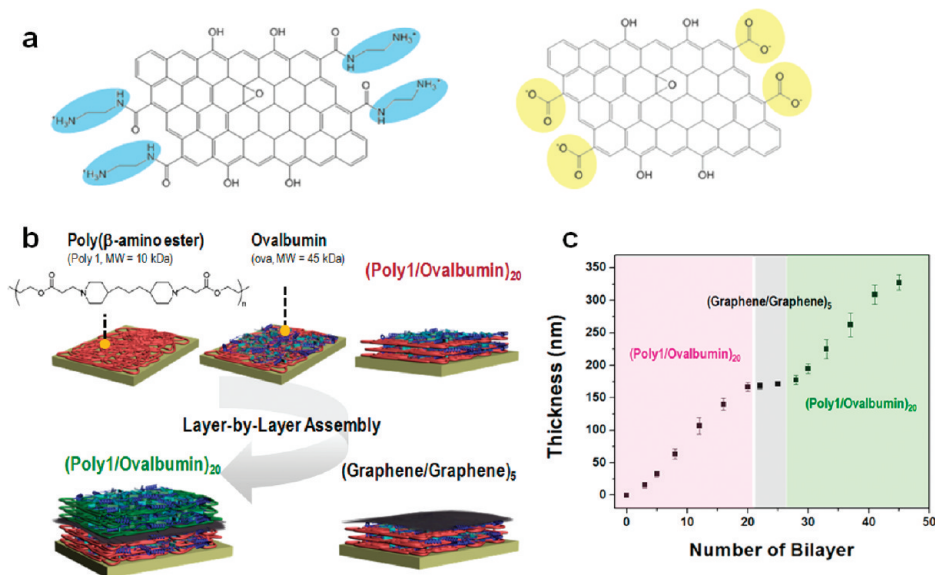 a
OH
OH
O
NH3+
N
H
O
O
H
N
+H3N
O
N
H
NH3+
O
+H3N
NH
O
OH
OH
OH
OH
O
O-
O
O
-O
O
O-
-O
O
OH
OH
b
Poly(β-amino ester)
(Poly 1, MW = 10 kDa)
Ovalbumin
(ova, MW = 45 kDa)
(Poly1/Ovalbumin)20
O
O
N
N
O
O
n
Layer-by-Layer Assembly
(Poly1/Ovalbumin)20
(Graphene/Graphene)5
c
350
300
250
200
150
100
50
0
Thickness (nm)
(Graphene/Graphene)5
(Poly1/Ovalbumin)20
(Poly1/Ovalbumin)20
0
10
20
30
40
50
Number of Bilayer